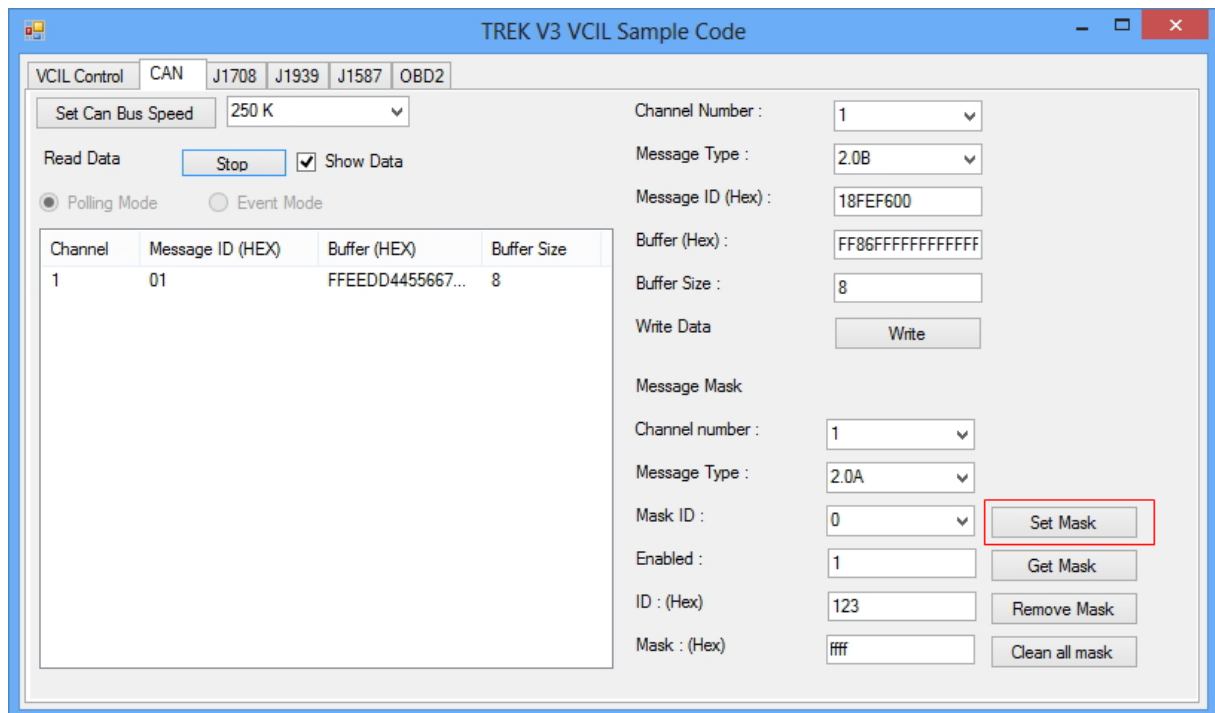 TREK V3 VCIL Sample Code
VCIL Control CAN J1708 J1939 J1587 OBD2
Set Can Bus Speed 250 K
Read Data Stop Show Data
Polling Mode Event Mode
Channel Message ID (HEX) Buffer (HEX) Buffer Size
1 01 FFEEDD4455667... 8
Channel Number : 1
Message Type : 2.0B
Message ID (Hex) : 18FEF600
Buffer (Hex) : FF86FFFFFFFFFFFF
Buffer Size : 8
Write Data Write
Message Mask
Channel number : 1
Message Type : 2.0A
Mask ID : 0 Set Mask
Enabled : 1 Get Mask
ID : (Hex) 123 Remove Mask
Mask : (Hex) ffff Clean all mask